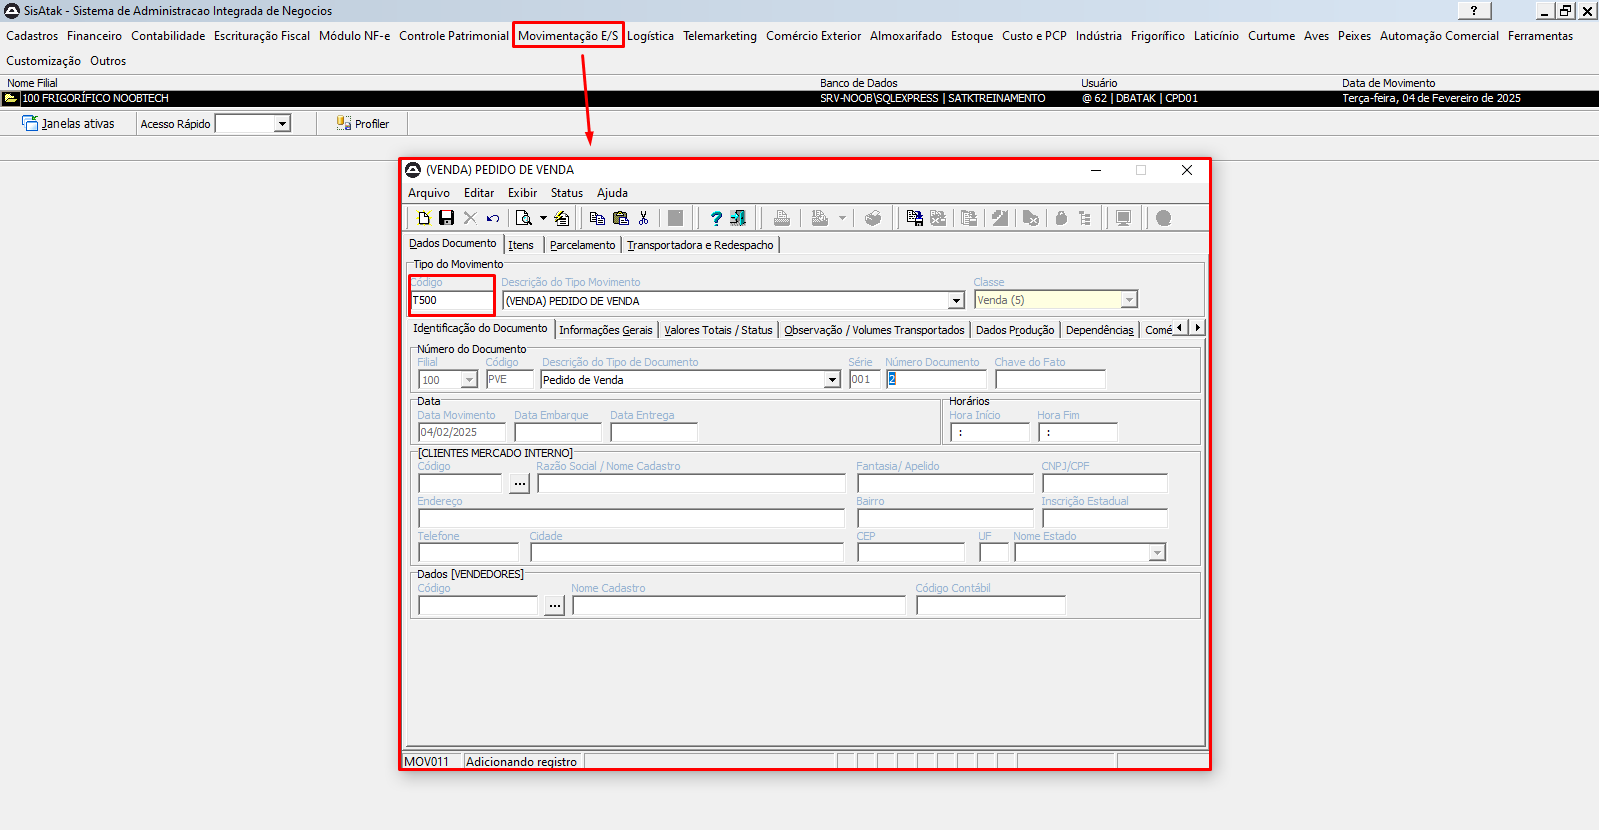 SisAtak - Sistema de Administracao Integrada de Negocios
?
Cadastros Financeiro Contabilidade Escrituração Fiscal Módulo NF-e Controle Patrimonial Movimentação E/S Logística Telemarketing Comércio Exterior Almoxarifado Estoque Custo e PCP Indústria Frigorífico Laticínio Curtume Aves Peixes Automação Comercial Ferramentas
Customização Outros
Nome Filial Banco de Dados Usuário Data de Movimento
100 FRIGORÍFICO NOOBTECH SRV-NOOB\SQLEXPRESS | SATKTREINAMENTO @ 62 | DBATAK | CPD01 Terça-feira, 04 de Fevereiro de 2025
Janelas ativas Acesso Rápido Profiler
(VENDA) PEDIDO DE VENDA
Arquivo Editar Exibir Status Ajuda
Dados Documento Itens Parcelamento Transportadora e Redespacho
Tipo do Movimento
Código Descrição do Tipo Movimento Classe
T500 (VENDA) PEDIDO DE VENDA Venda (5)
Identificação do Documento Informações Gerais Valores Totais / Status Observação / Volumes Transportados Dados Produção Dependências Comé
Número do Documento
Filial Código Descrição do Tipo de Documento Série Número Documento Chave do Fato
100 PVE Pedido de Venda 001 2
Data Horários
Data Movimento Data Embarque Data Entrega Hora Início Hora Fim
04/02/2025 : :
[CLIENTES MERCADO INTERNO]
Código ... Razão Social / Nome Cadastro Fantasia/ Apelido CNPJ/CPF
Endereço Bairro Inscrição Estadual
Telefone Cidade CEP UF Nome Estado
Dados [VENDEDORES]
Código ... Nome Cadastro Código Contábil
MOV011 Adicionando registro